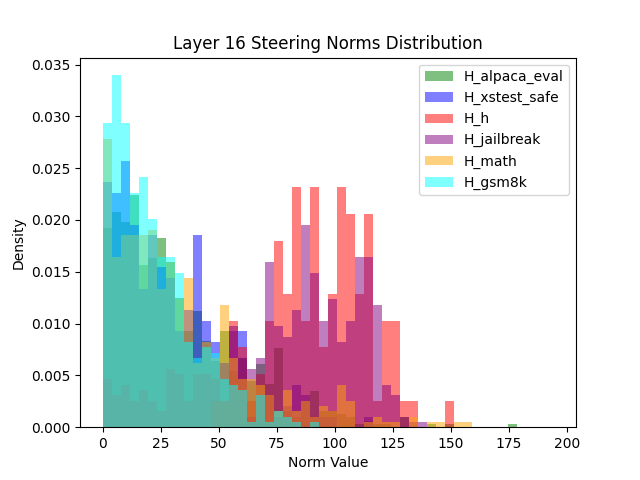 Layer 16 Steering Norms Distribution
0.035
0.030
0.025
0.020
0.015
0.010
0.005
0.000
Density
H_alpaca_eval
H_xstest_safe
H_h
H_jailbreak
H_math
H_gsm8k
0 25 50 75 100 125 150 175 200
Norm Value